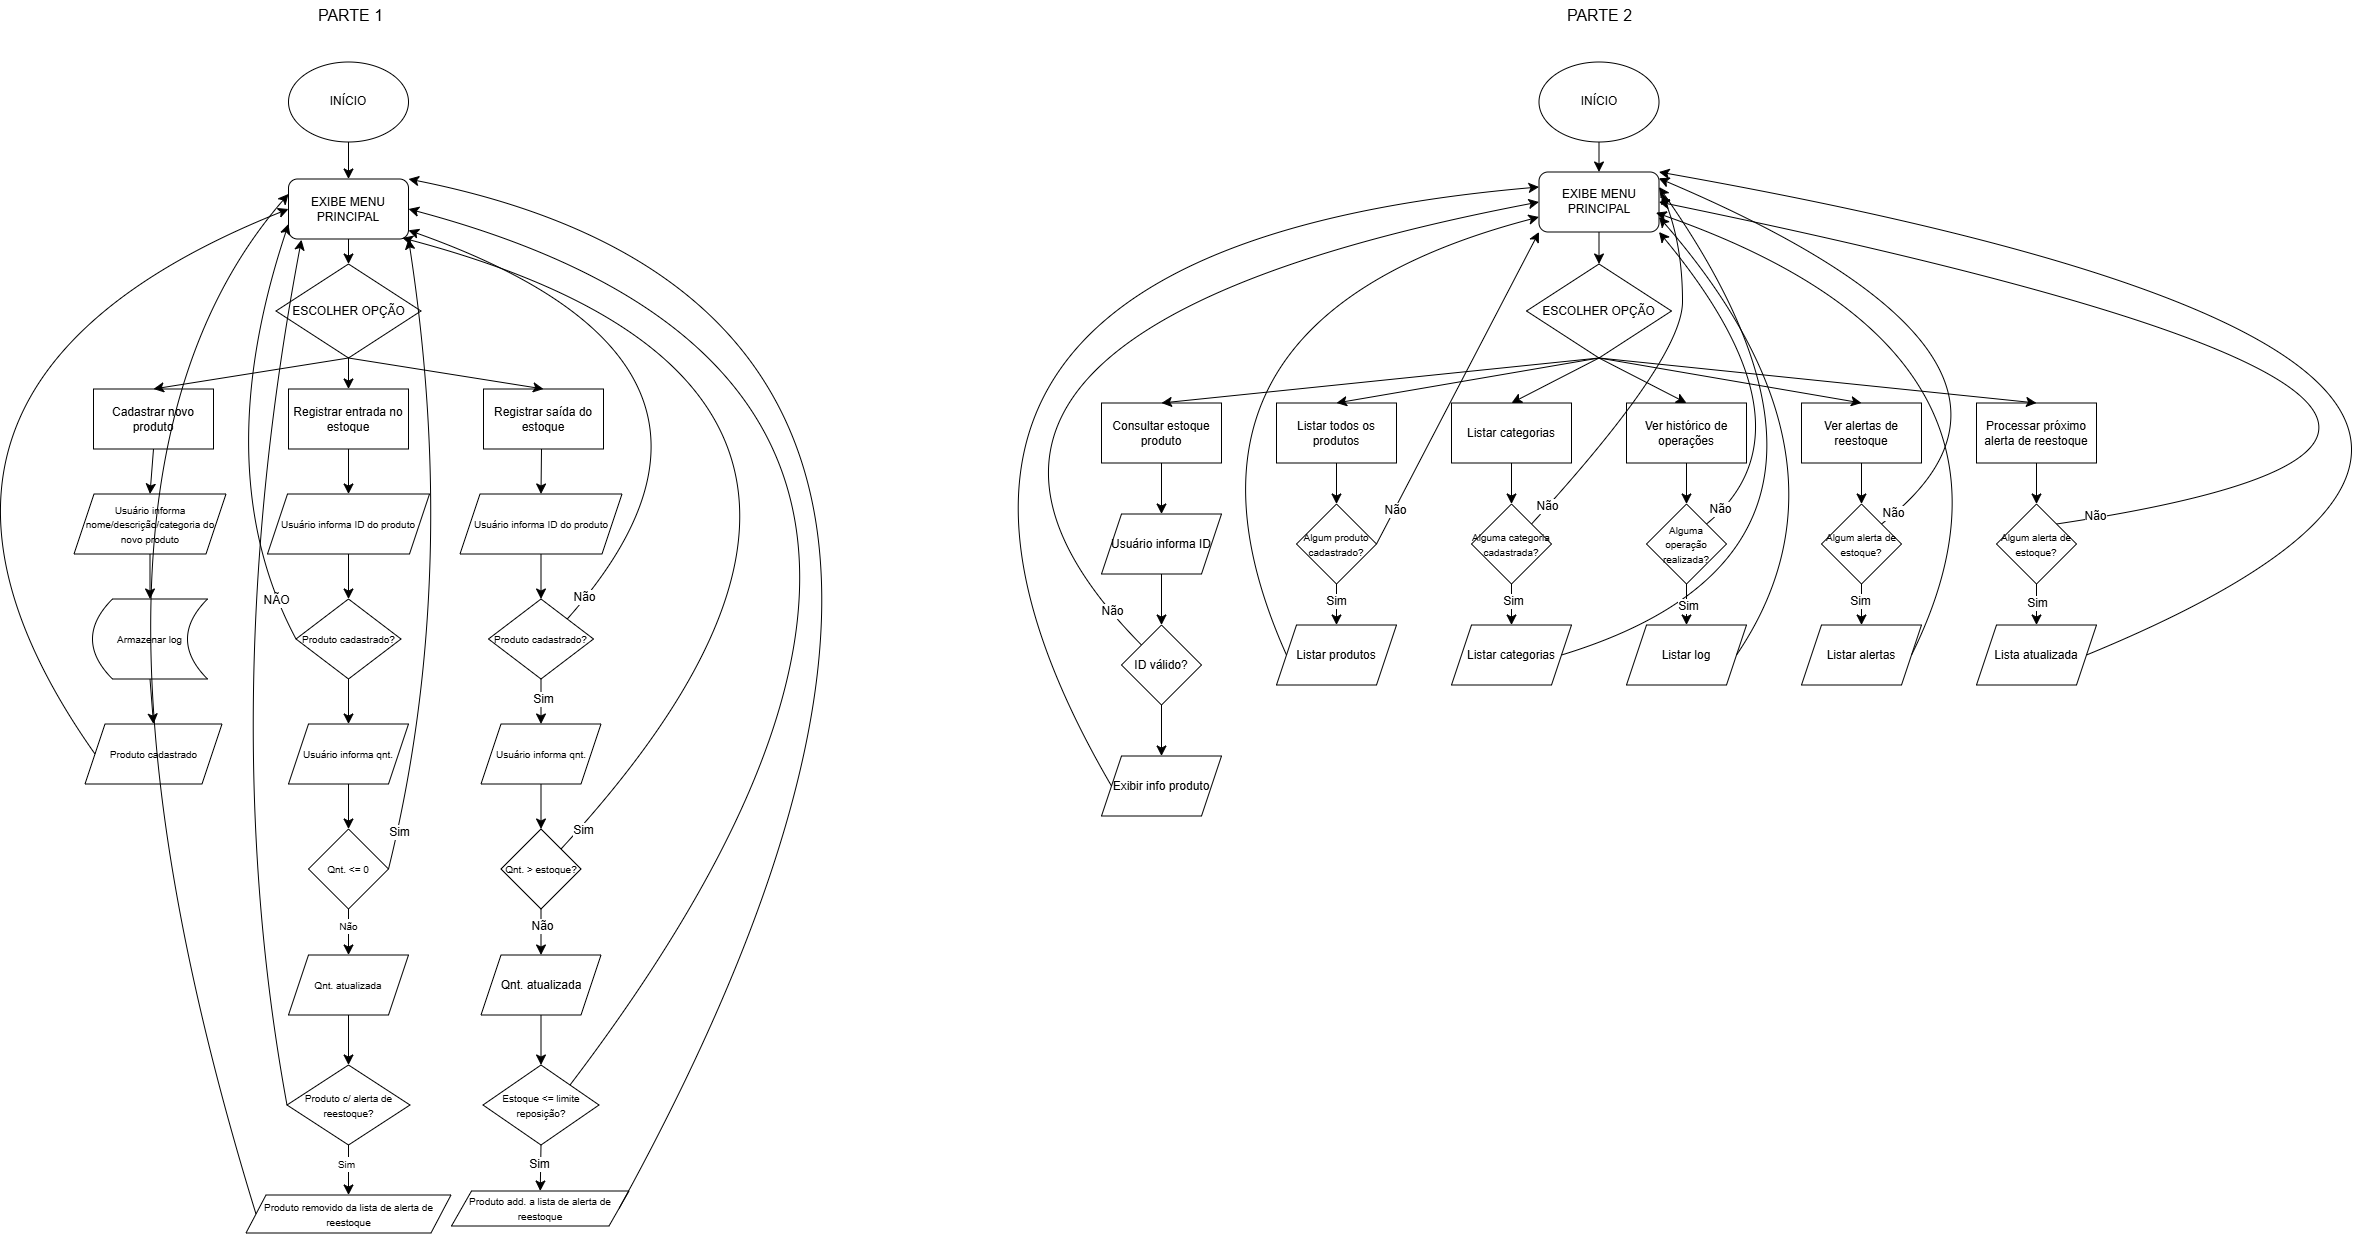 PARTE 1
INÍCIO
EXIBE MENU
PRINCIPAL
ESCOLHER OPÇÃO
Cadastrar novo
produto
Registrar entrada no
estoque
Registrar saída do
estoque
Usuário informa
nome/descrição/categoria do
novo produto
Usuário informa ID do produto
Usuário informa ID do produto
NÃO
Não
Armazenar log
Produto cadastrado?
Produto cadastrado?
Sim
Produto cadastrado
Usuário informa qnt.
Usuário informa qnt.
Sim
Sim
Qnt. <= 0
Qnt. > estoque?
Não
Não
Qnt. atualizada
Qnt. atualizada
Produto c/ alerta de
reestoque?
Estoque <= limite
reposição?
Sim
Sim
Produto removido da lista de alerta de
reestoque
Produto add. a lista de alerta de
reestoque
PARTE 2
INÍCIO
EXIBE MENU
PRINCIPAL
ESCOLHER OPÇÃO
Consultar estoque
produto
Listar todos os
produtos
Listar categorias
Ver histórico de
operações
Ver alertas de
reestoque
Processar próximo
alerta de reestoque
Não
Não
Não
Não
Não
Usuário informa ID
Algum produto
cadastrado?
Alguma categoria
cadastrada?
Alguma
operação
realizada?
Algum alerta de
estoque?
Algum alerta de
estoque?
Não
Sim
Sim
Sim
Sim
Sim
ID válido?
Listar produtos
Listar categorias
Listar log
Listar alertas
Lista atualizada
Exibir info produto